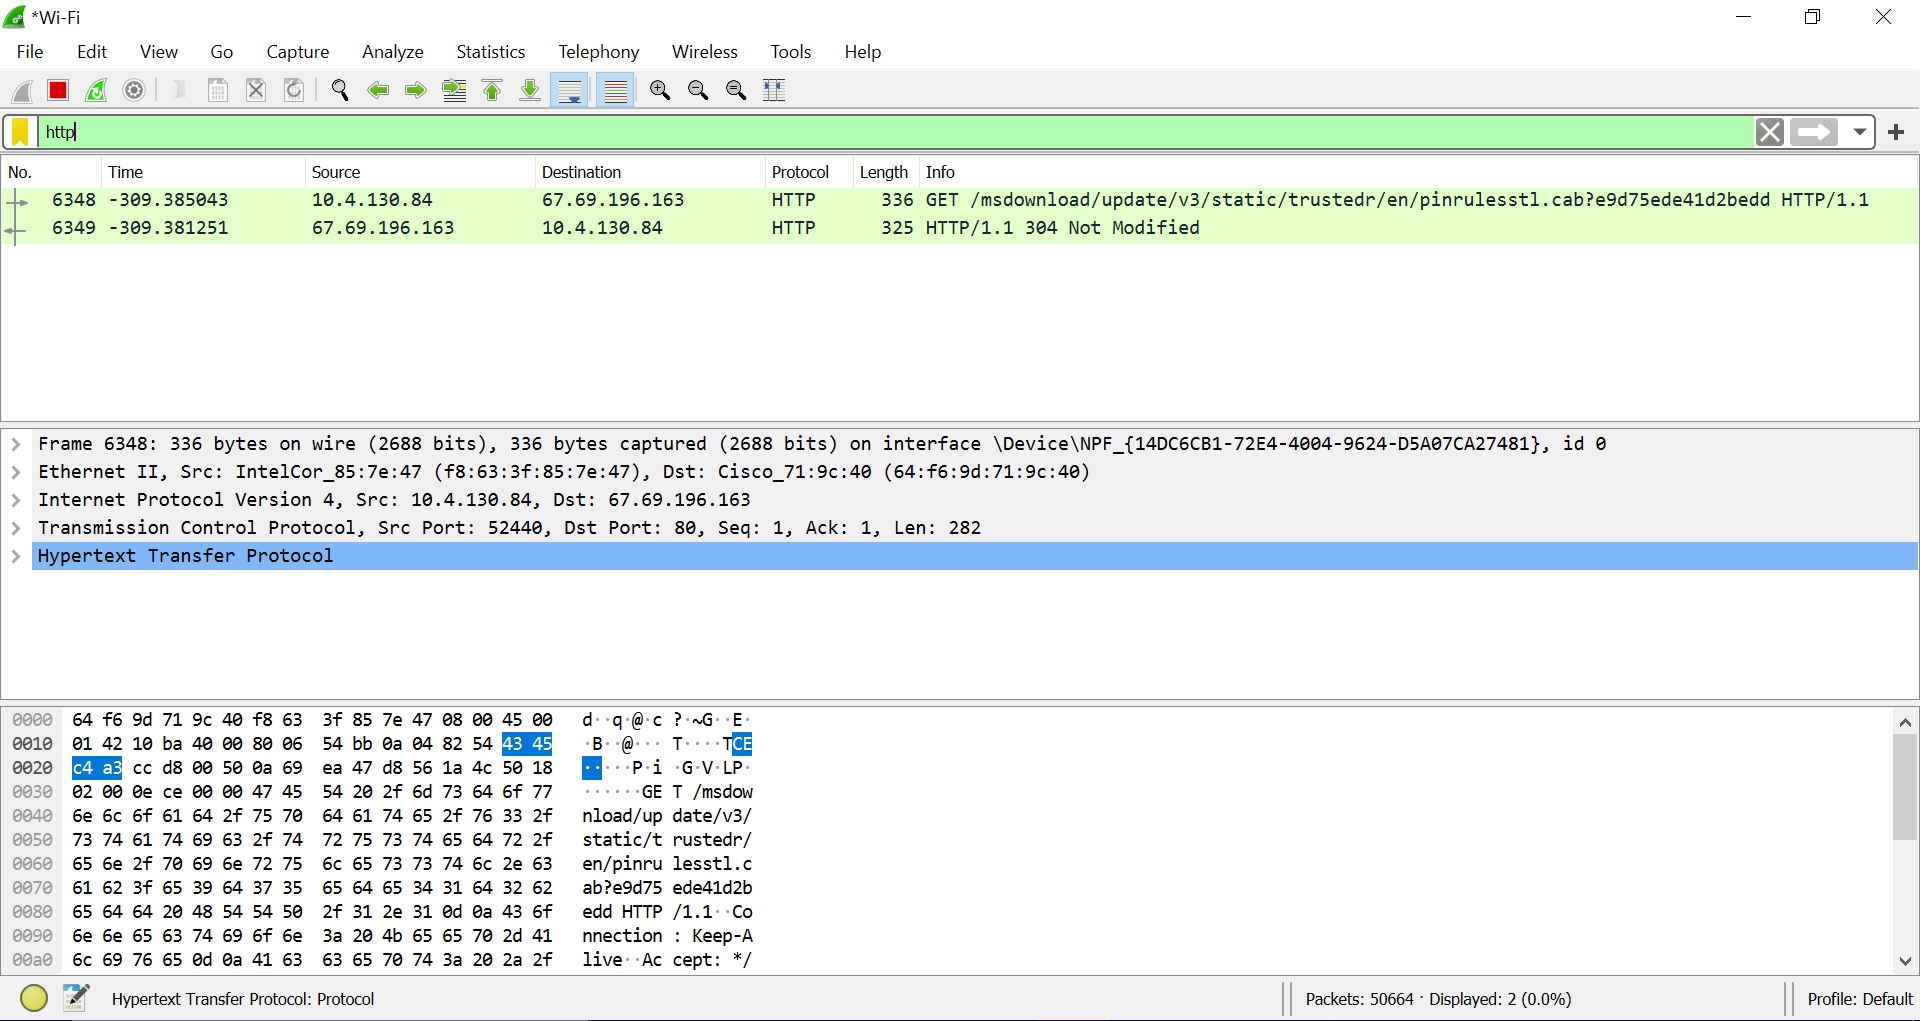 *Wi-Fi
File Edit View Go Capture Analyze Statistics Telephony Wireless Tools Help
http
No. Time Source Destination Protocol Length Info
6348 -309.385043 10.4.130.84 67.69.196.163 HTTP 336 GET /msdownload/update/v3/static/trustedr/en/pinrulesstl.cab?e9d75ede41d2bedd HTTP/1.1
6349 -309.381251 67.69.196.163 10.4.130.84 HTTP 325 HTTP/1.1 304 Not Modified
Frame 6348: 336 bytes on wire (2688 bits), 336 bytes captured (2688 bits) on interface \Device\NPF_{14DC6CB1-72E4-4004-9624-D5A07CA27481}, id 0
Ethernet II, Src: IntelCor_85:7e:47 (f8:63:3f:85:7e:47), Dst: Cisco_71:9c:40 (64:f6:9d:71:9c:40)
Internet Protocol Version 4, Src: 10.4.130.84, Dst: 67.69.196.163
Transmission Control Protocol, Src Port: 52440, Dst Port: 80, Seq: 1, Ack: 1, Len: 282
Hypertext Transfer Protocol
0000 64 f6 9d 71 9c 40 f8 63 3f 85 7e 47 08 00 45 00 d··q·@·c ?·~G··E·
0010 01 42 10 ba 40 00 80 06 54 bb 0a 04 82 54 43 45 ·B··@··· T····TCE
0020 c4 a3 cc d8 00 50 0a 69 ea 47 d8 56 1a 4c 50 18 ·····P·i ·G·V·LP·
0030 02 00 0e ce 00 00 47 45 54 20 2f 6d 73 64 6f 77 ······GE T /msdow
0040 6e 6c 6f 61 64 2f 75 70 64 61 74 65 2f 76 33 2f nload/up date/v3/
0050 73 74 61 74 69 63 2f 74 72 75 73 74 65 64 72 2f static/t rustedr/
0060 65 6e 2f 70 69 6e 72 75 6c 65 73 73 74 6c 2e 63 en/pinru lesstl.c
0070 61 62 3f 65 39 64 37 35 65 64 65 34 31 64 32 62 ab?e9d75 ede41d2b
0080 65 64 64 20 48 54 54 50 2f 31 2e 31 0d 0a 43 6f edd HTTP /1.1··Co
0090 6e 6e 65 63 74 69 6f 6e 3a 20 4b 65 65 70 2d 41 nnection : Keep-A
00a0 6c 69 76 65 0d 0a 41 63 63 65 70 74 3a 20 2a 2f live··Ac cept: */
Hypertext Transfer Protocol: Protocol Packets: 50664 · Displayed: 2 (0.0%) Profile: Default